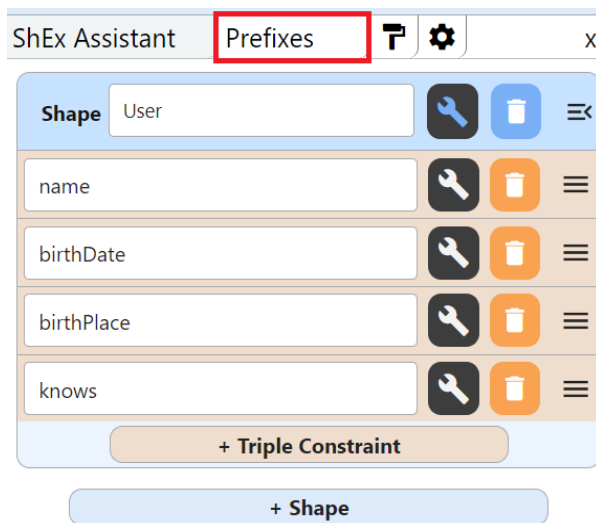 ShEx Assistant Prefixes x
Shape User
name
birthDate
birthPlace
knows
+ Triple Constraint
+ Shape